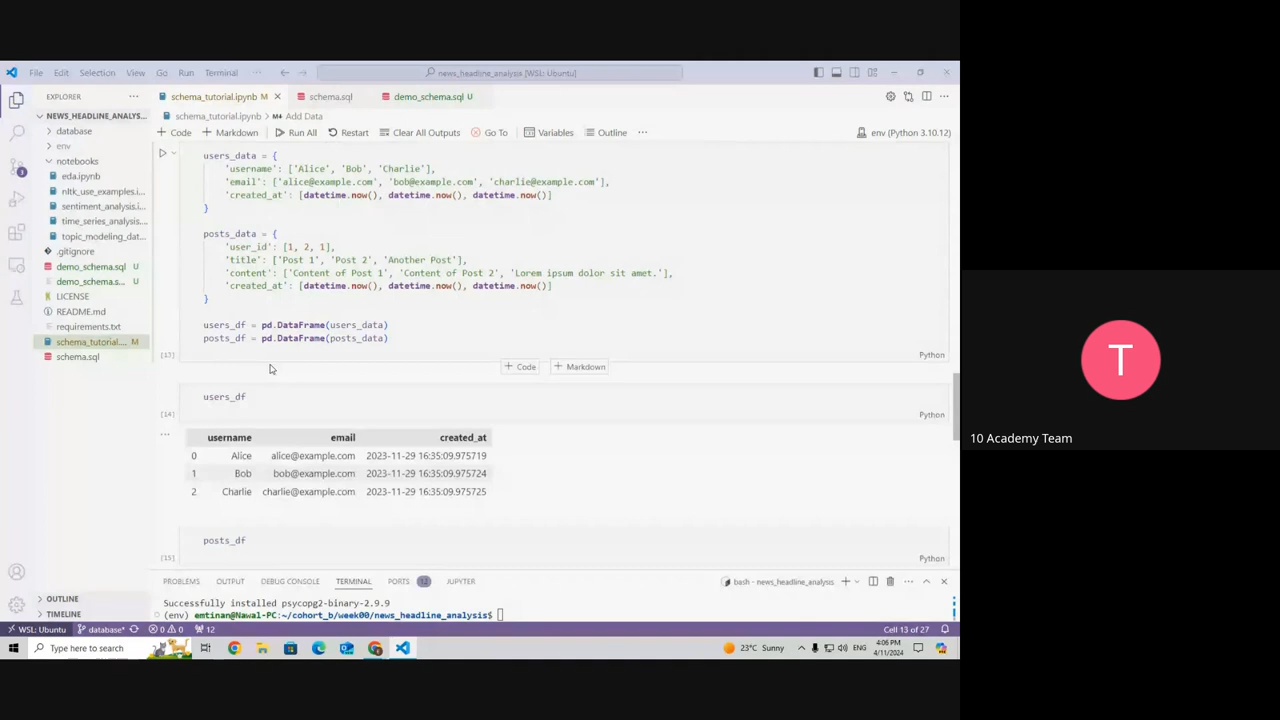 File Edit Selection View Go Run Terminal ... news_headline_analysis [WSL: Ubuntu]
EXPLORER ...
schema_tutorial.ipynb M schema.sql demo_schema.sql U
NEWS_HEADLINE_ANALYS...
database
env
notebooks
eda.ipynb
nltk_use_examples.i...
sentiment_analysis.i...
time_series_analysis....
topic_modeling_dat...
.gitignore
demo_schema.sql U
demo_schema.s... U
LICENSE
README.md
requirements.txt
schema_tutorial.... M
schema.sql
OUTLINE
TIMELINE
schema_tutorial.ipynb > Add Data
+ Code + Markdown Run All Restart Clear All Outputs Go To Variables Outline ... env (Python 3.10.12)
users_data = {
'username': ['Alice', 'Bob', 'Charlie'],
'email': ['alice@example.com', 'bob@example.com', 'charlie@example.com'],
'created_at': [datetime.now(), datetime.now(), datetime.now()]
}
posts_data = {
'user_id': [1, 2, 1],
'title': ['Post 1', 'Post 2', 'Another Post'],
'content': ['Content of Post 1', 'Content of Post 2', 'Lorem ipsum dolor sit amet.'],
'created_at': [datetime.now(), datetime.now(), datetime.now()]
}
users_df = pd.DataFrame(users_data)
posts_df = pd.DataFrame(posts_data)
[13] Python
+ Code + Markdown
users_df
[14] Python
...
username email created_at
0 Alice alice@example.com 2023-11-29 16:35:09.975719
1 Bob bob@example.com 2023-11-29 16:35:09.975724
2 Charlie charlie@example.com 2023-11-29 16:35:09.975725
posts_df
[15] Python
PROBLEMS OUTPUT DEBUG CONSOLE TERMINAL PORTS 12 JUPYTER bash - news_headline_analysis
Successfully installed psycopg2-binary-2.9.9
(env) emtinan@Nawal-PC:~/cohort_b/week00/news_headline_analysis$
WSL: Ubuntu database* 0 0 12 Cell 13 of 27
Type here to search 23°C Sunny ENG 4:06 PM
4/11/2024
T
10 Academy Team